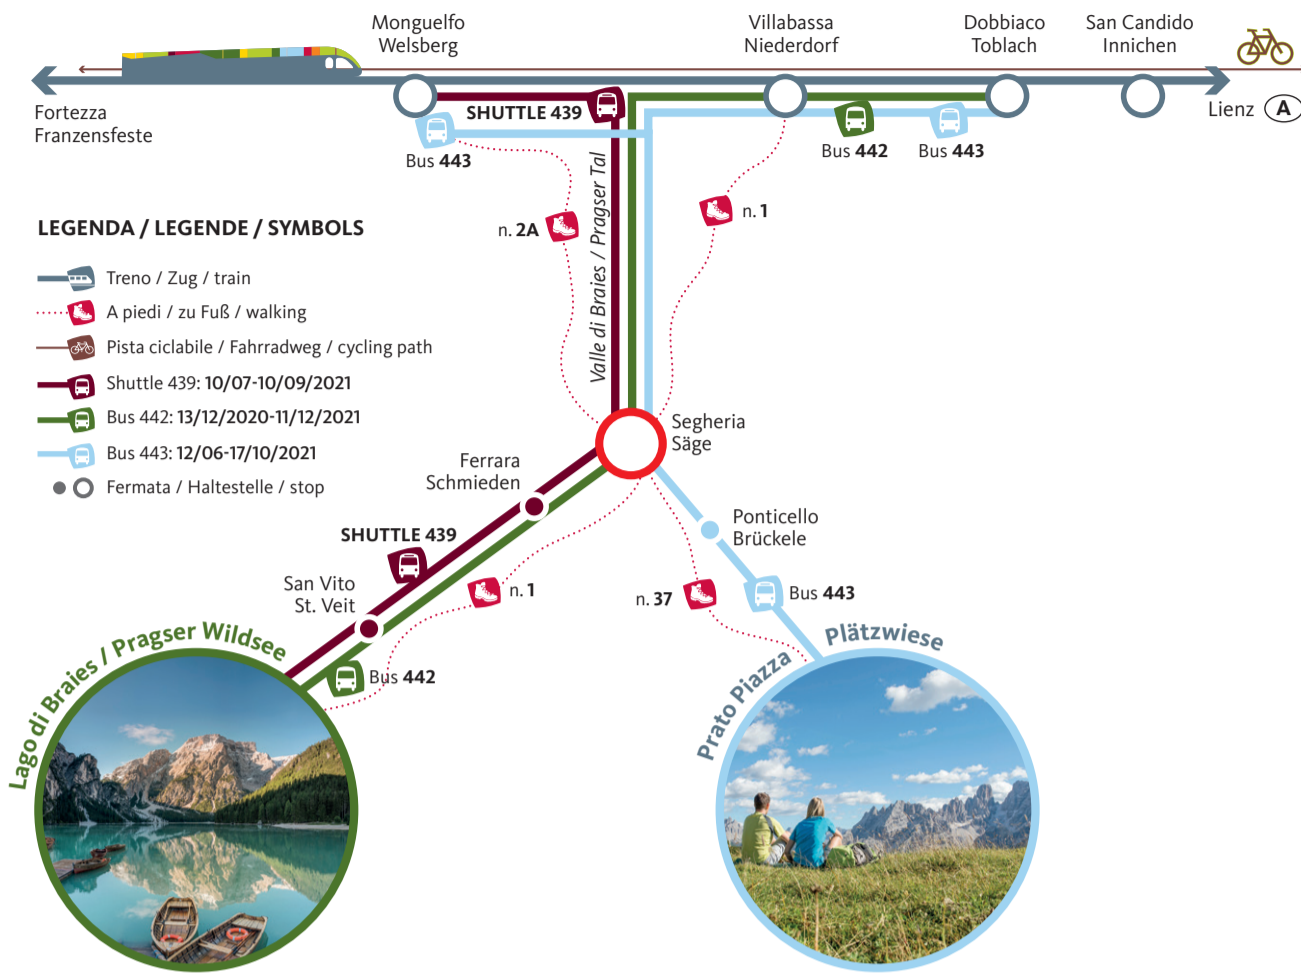 Monguelfo
Welsberg
Villabassa
Niederdorf
Dobbiaco
Toblach
San Candido
Innichen
Fortezza
Franzensfeste
Lienz A
SHUTTLE 439
Bus 443
Bus 442
Bus 443
n. 2A
n. 1
Valle di Braies / Pragser Tal
LEGENDA / LEGENDE / SYMBOLS
Treno / Zug / train
A piedi / zu Fuß / walking
Pista ciclabile / Fahrradweg / cycling path
Shuttle 439: 10/07-10/09/2021
Bus 442: 13/12/2020-11/12/2021
Bus 443: 12/06-17/10/2021
Fermata / Haltestelle / stop
Segheria
Säge
Ferrara
Schmieden
SHUTTLE 439
San Vito
St. Veit
n. 1
Bus 442
Ponticello
Brückele
n. 37
Bus 443
Lago di Braies / Pragser Wildsee
Prato Piazza
Plätzwiese